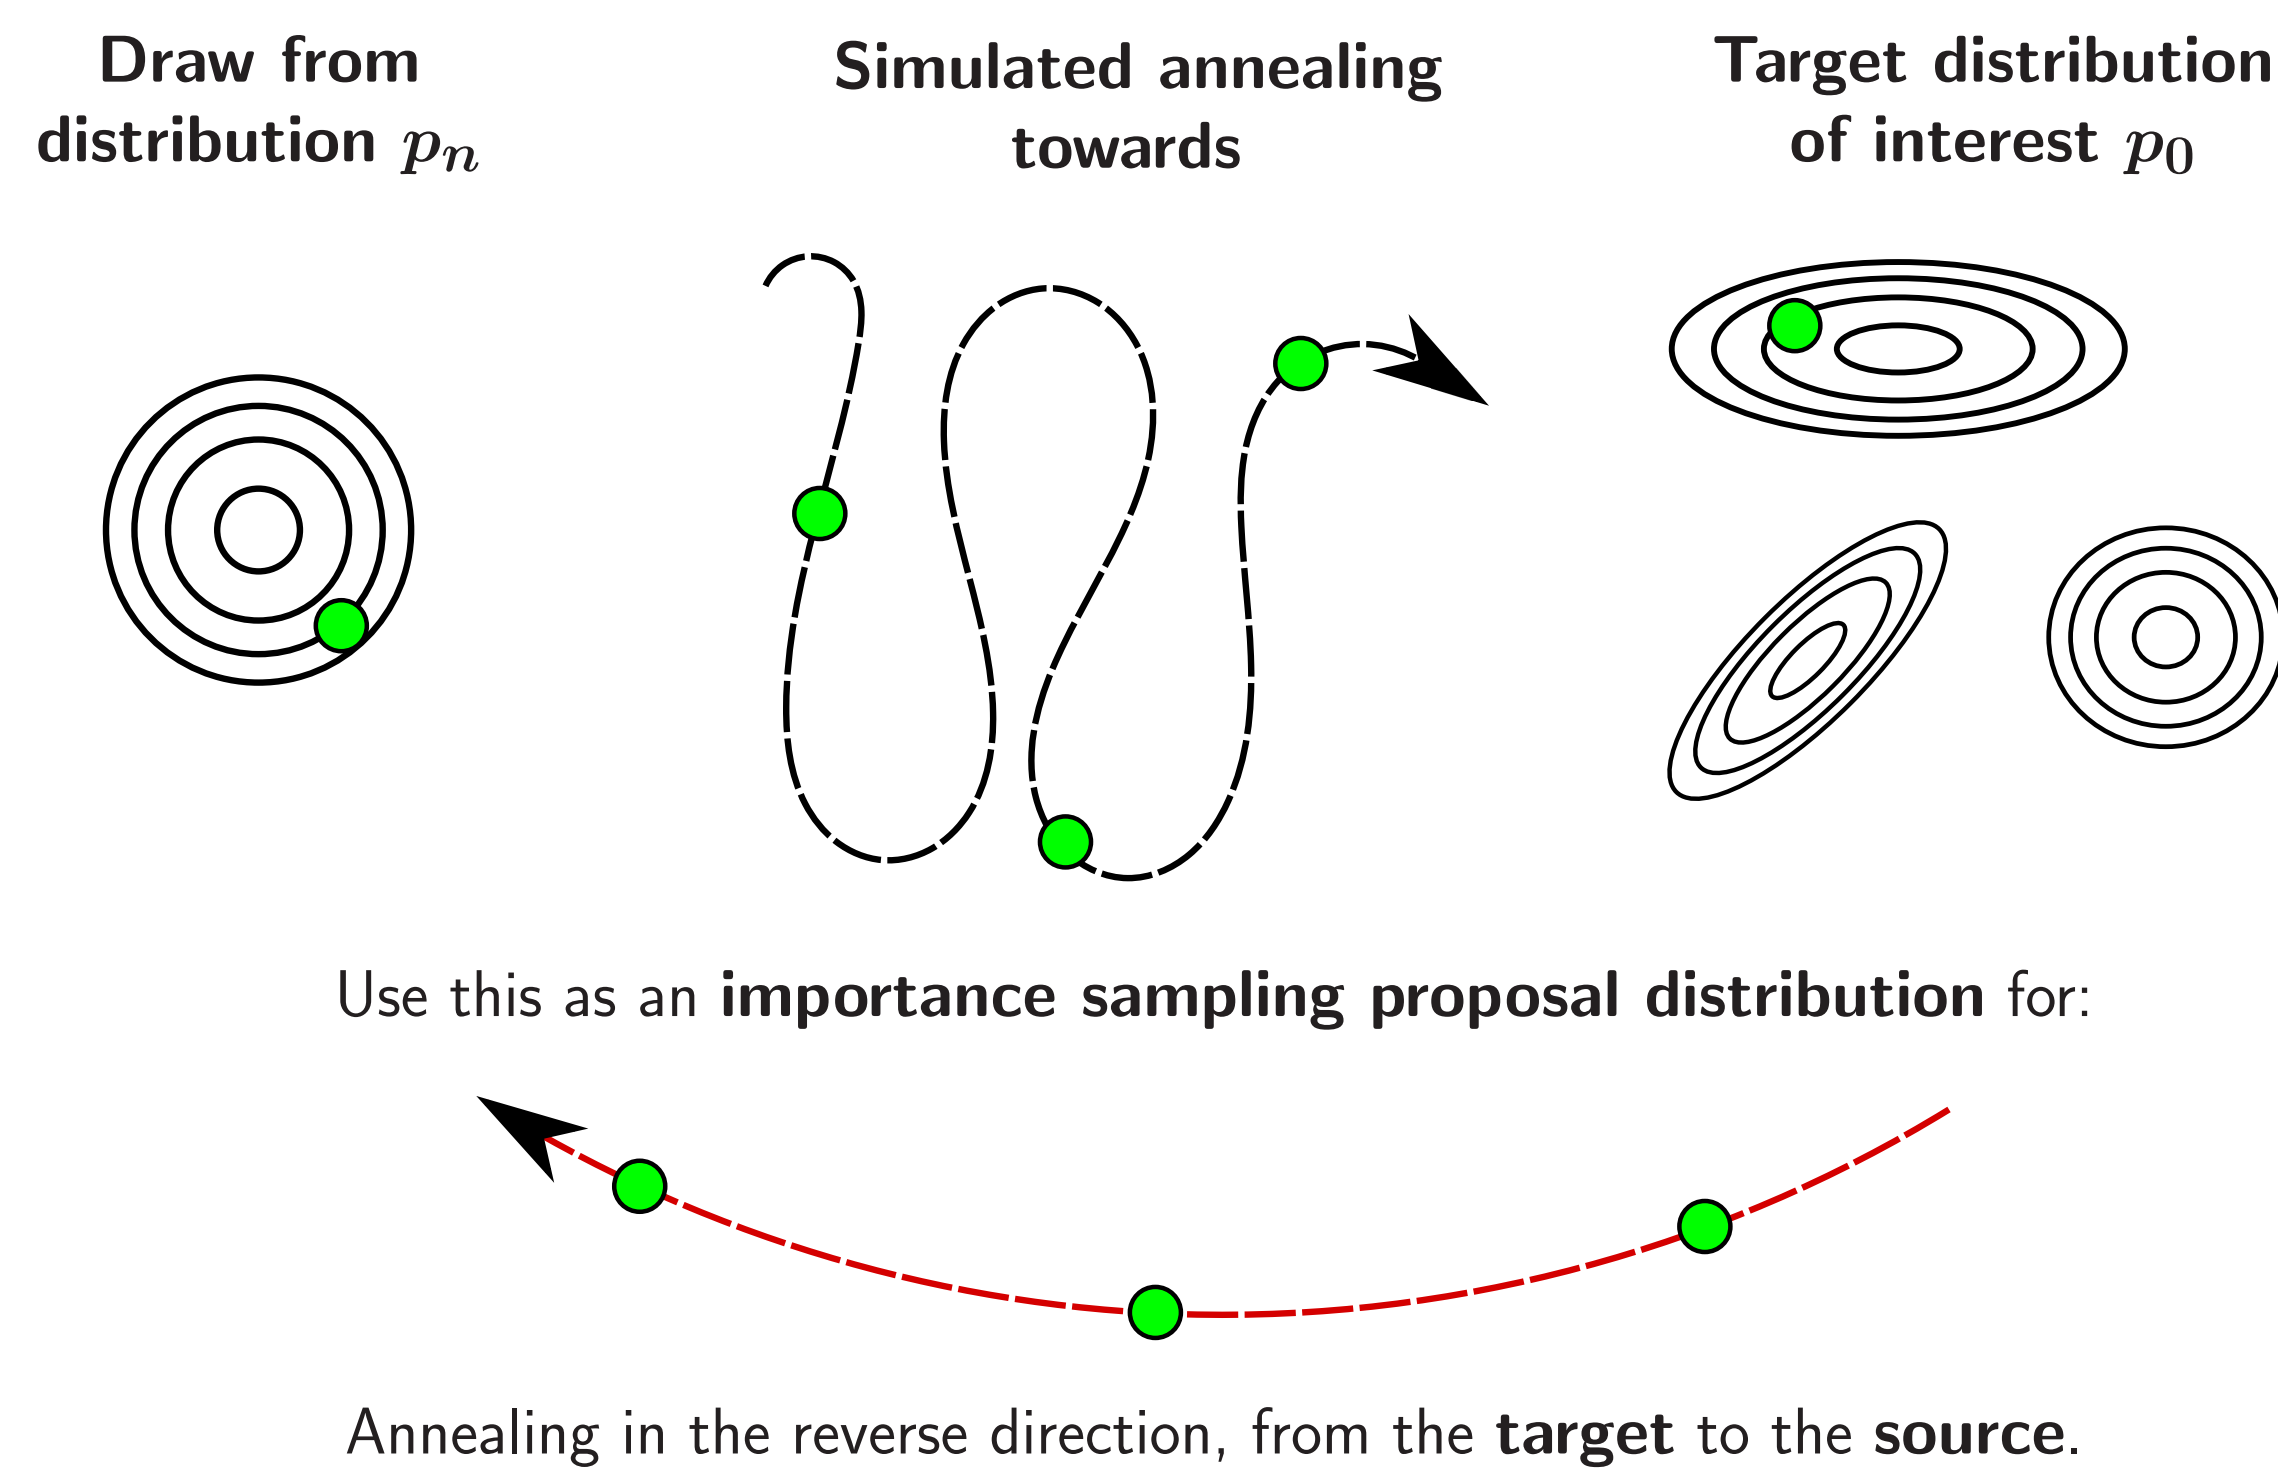 Draw from
distribution pₙ
Simulated annealing
towards
Target distribution
of interest p₀
Use this as an importance sampling proposal distribution for:
Annealing in the reverse direction, from the target to the source.